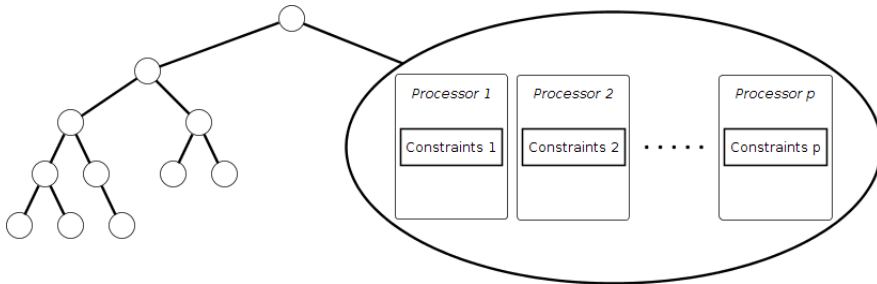 Processor 1
Processor 2
Processor p
Constraints 1
Constraints 2
.....
Constraints p